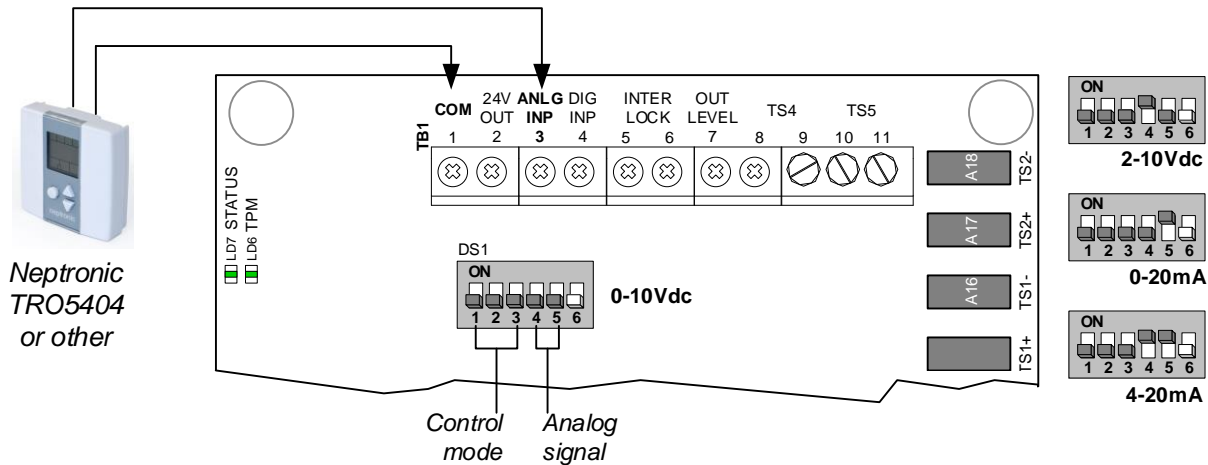 COM
24V
OUT
ANLG
INP
DIG
INP
INTER
LOCK
OUT
LEVEL
TS4
TS5
TB1
1 2 3 4 5 6 7 8 9 10 11
LD7 STATUS
LD6 TPM
neptronic
Neptronic
TRO5404
or other
DS1
ON
1 2 3 4 5 6
0-10Vdc
Control
mode
Analog
signal
A18
TS2-
A17
TS2+
A16
TS1-
TS1+
ON
1 2 3 4 5 6
2-10Vdc
ON
1 2 3 4 5 6
0-20mA
ON
1 2 3 4 5 6
4-20mA